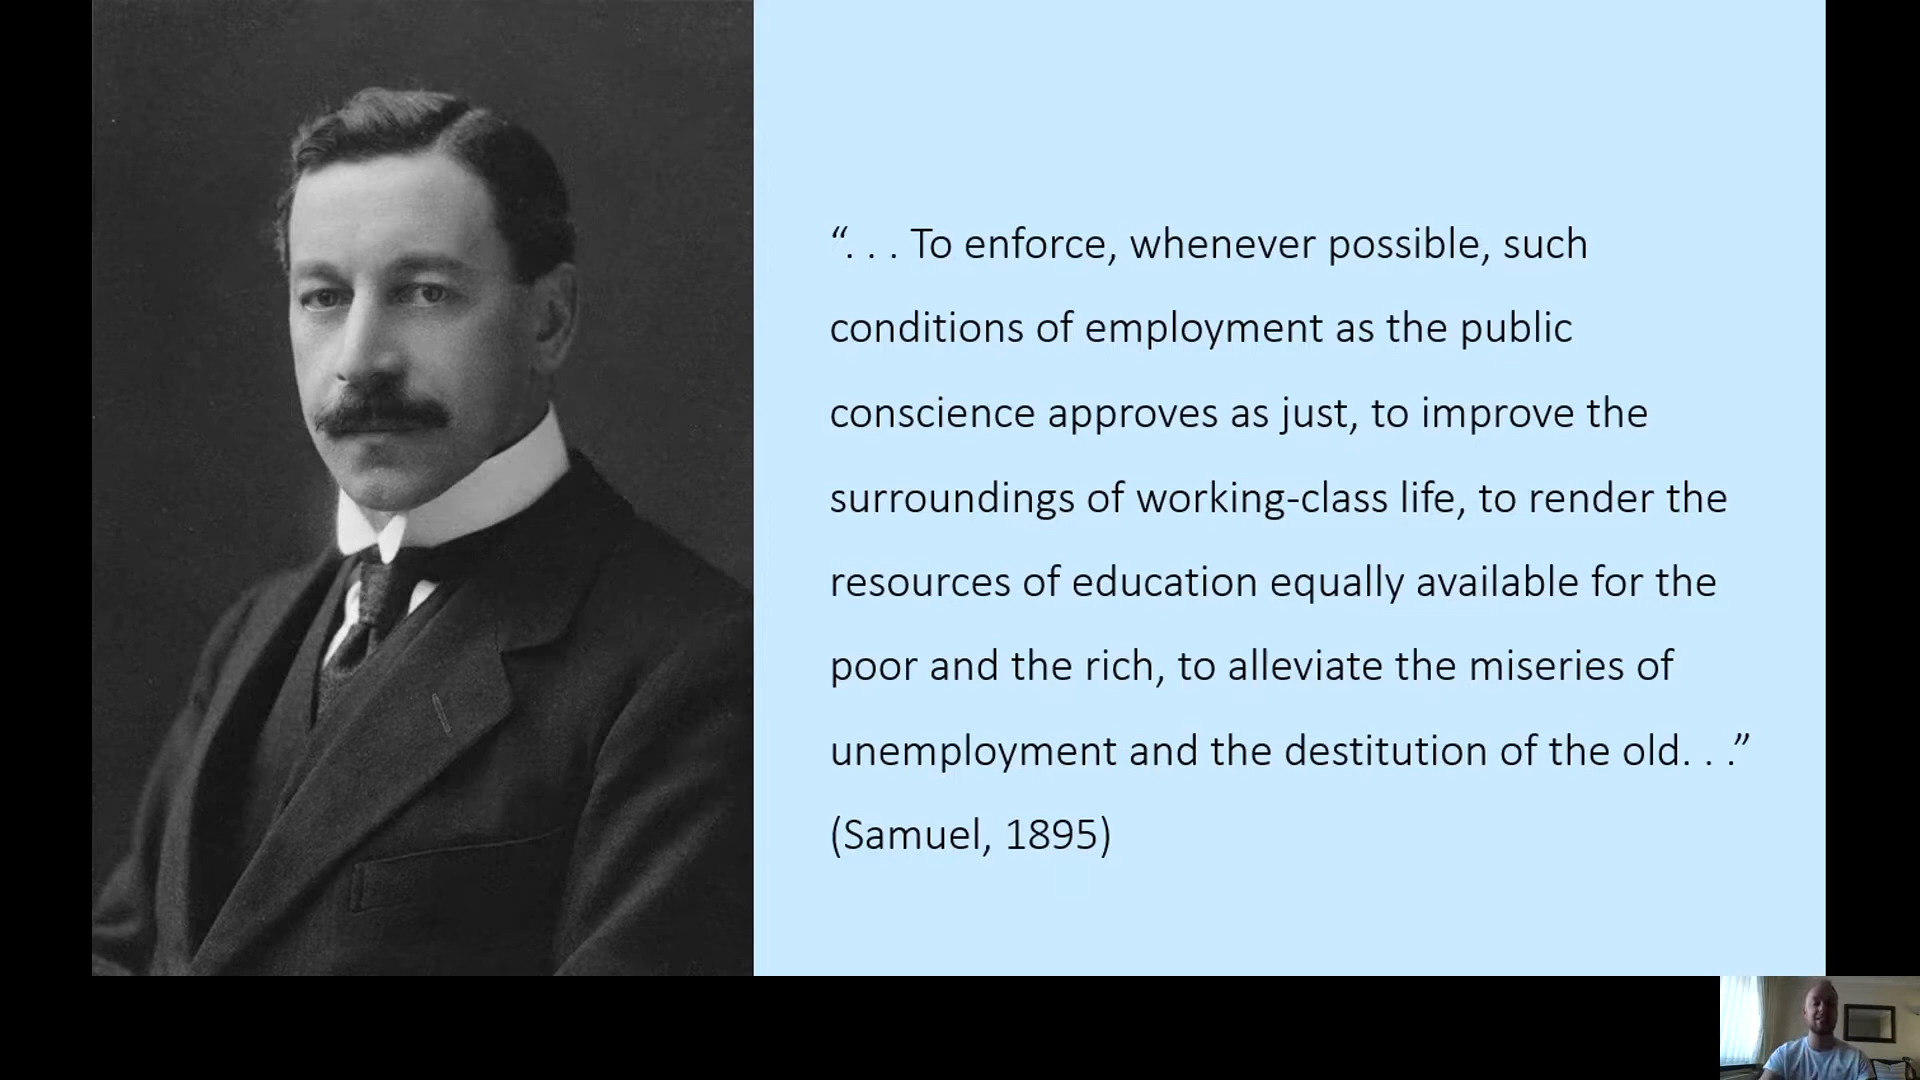 “. . . To enforce, whenever possible, such
conditions of employment as the public
conscience approves as just, to improve the
surroundings of working-class life, to render the
resources of education equally available for the
poor and the rich, to alleviate the miseries of
unemployment and the destitution of the old. . .”
(Samuel, 1895)